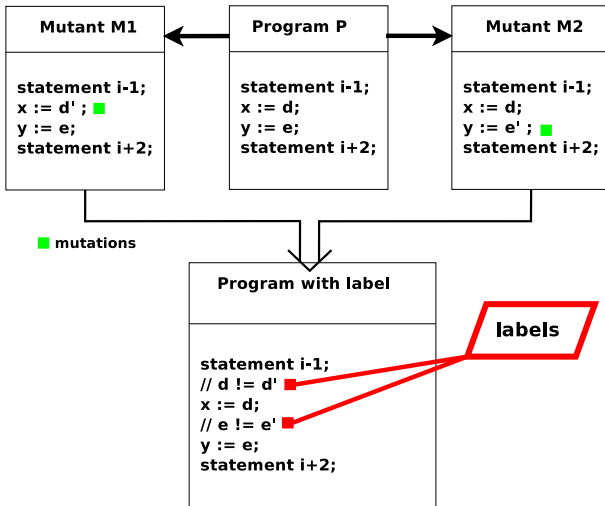 Mutant M1
statement i-1;
x := d' ;
y := e;
statement i+2;
Program P
statement i-1;
x := d;
y := e;
statement i+2;
Mutant M2
statement i-1;
x := d;
y := e' ;
statement i+2;
mutations
Program with label
statement i-1;
// d != d'
x := d;
// e != e'
y := e;
statement i+2;
labels